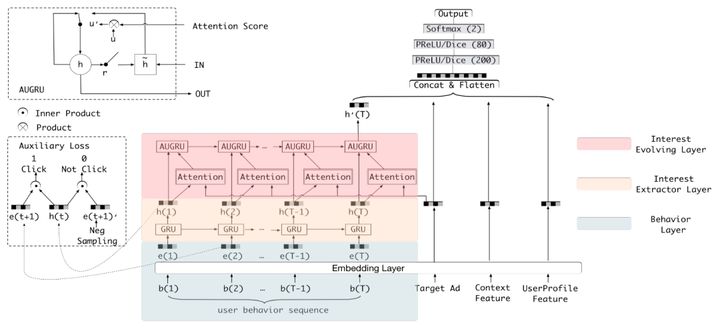 Output
Softmax (2)
PReLU/Dice (80)
PReLU/Dice (200)
Concat & Flatten
u'
u
Attention Score
h
r
h̃
IN
OUT
AUGRU
Inner Product
Product
h'(T)
Auxiliary Loss
1 0
Click Not Click
e(t+1) h(t) e(t+1)'
Neg
Sampling
AUGRU AUGRU … AUGRU AUGRU
Attention Attention Attention
h(1) h(2) h(T-1) h(T)
GRU GRU … GRU GRU
e(1) e(2) … e(T-1) e(T)
Embedding Layer
b(1) b(2) … b(T-1) b(T)
user behavior sequence
Target Ad
Context
Feature
UserProfile
Feature
Interest
Evolving Layer
Interest
Extractor Layer
Behavior
Layer